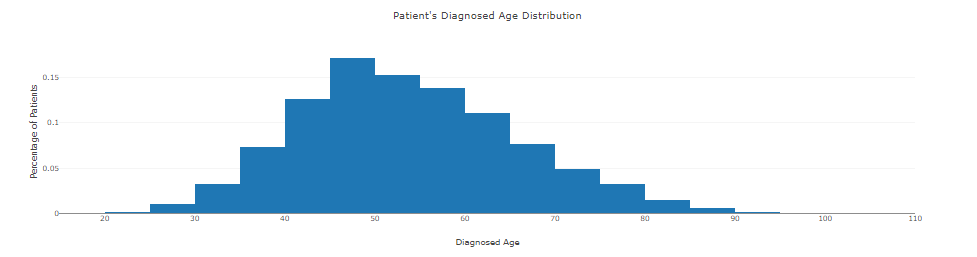 Patient's Diagnosed Age Distribution
0.15
0.1
0.05
0
Percentage of Patients
20 30 40 50 60 70 80 90 100 110
Diagnosed Age